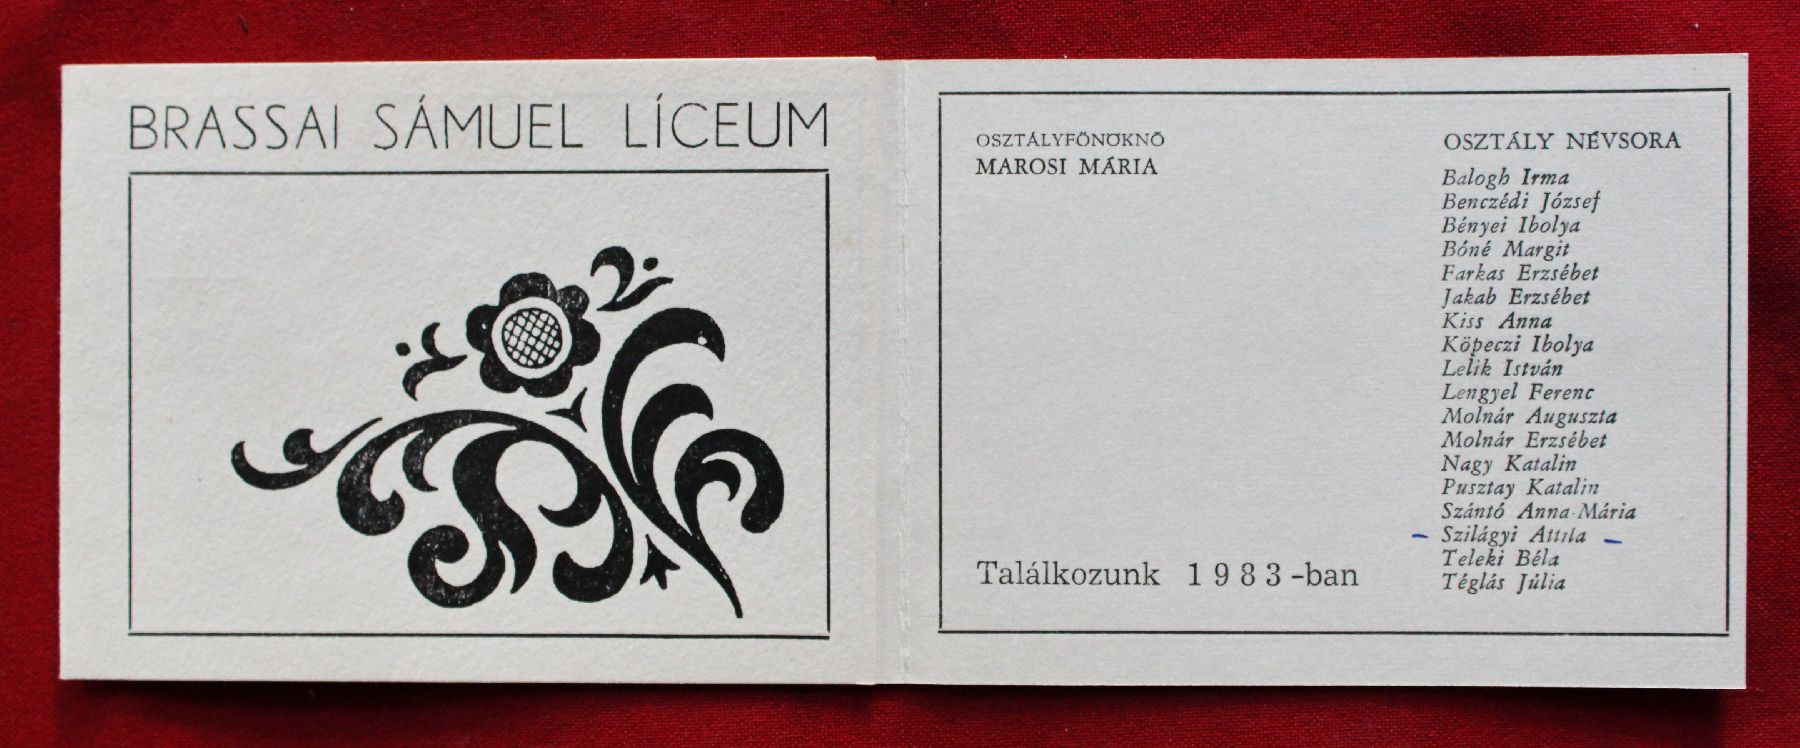 BRASSAI SÁMUEL LÍCEUM
OSZTÁLYFŐNÖKNŐ
MAROSI MÁRIA
Találkozunk 1983-ban
OSZTÁLY NÉVSORA
Balogh Irma
Benczédi József
Bényei Ibolya
Bóné Margit
Farkas Erzsébet
Jakab Erzsébet
Kiss Anna
Köpeczi Ibolya
Lelik István
Lengyel Ferenc
Molnár Auguszta
Molnár Erzsébet
Nagy Katalin
Pusztay Katalin
Szántó Anna-Mária
Szilágyi Attila
Teleki Béla
Téglás Júlia